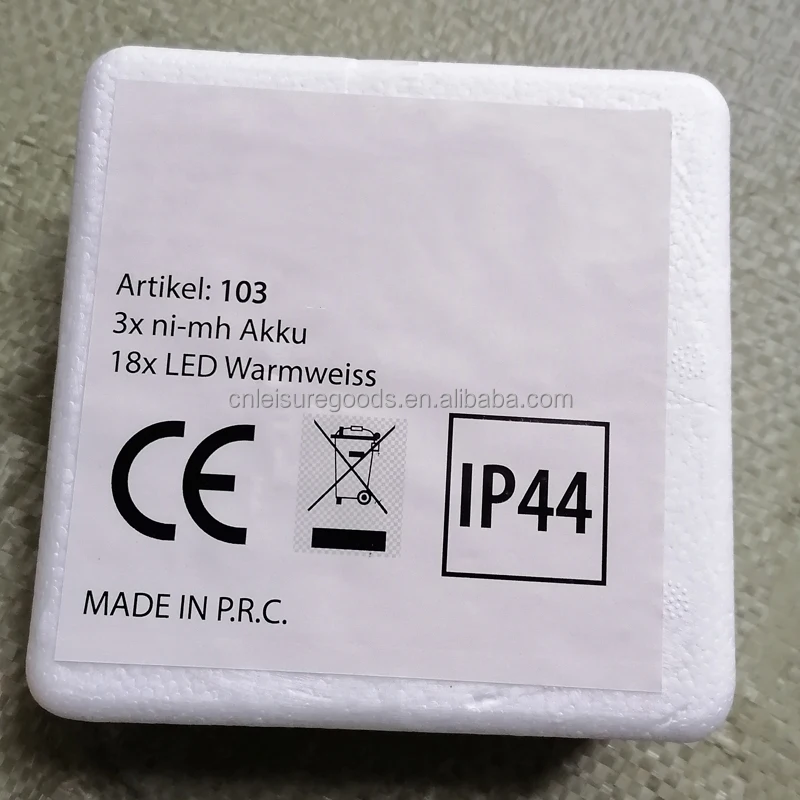 Artikel: 103
3x ni-mh Akku
18x LED Warmweiss
cnleisuregoods.en.alibaba.com
CE
IP44
MADE IN P.R.C.